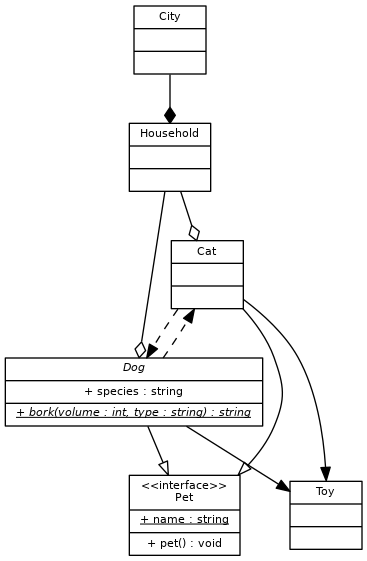 City
Household
Cat
Dog
+ species : string
+ bork(volume : int, type : string) : string
<<interface>>
Pet
+ name : string
+ pet() : void
Toy